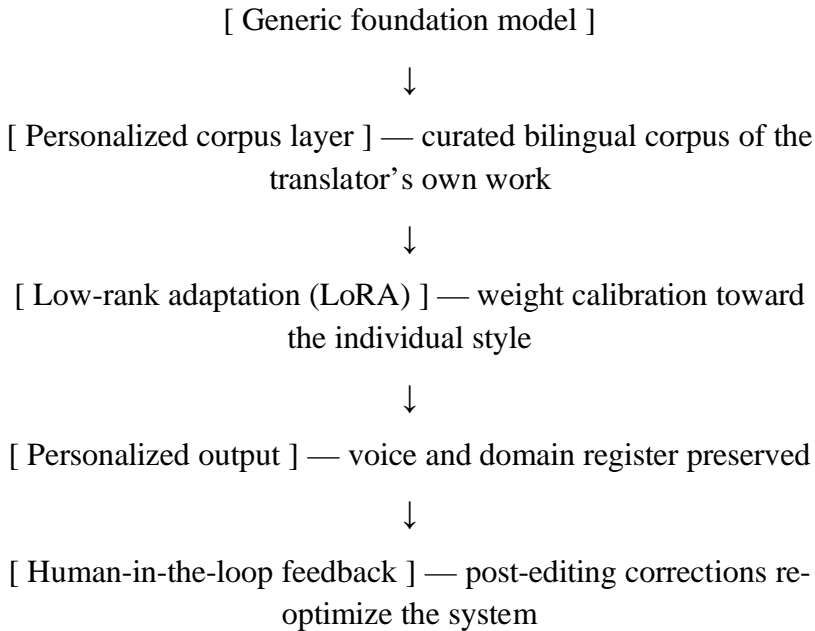 [ Generic foundation model ]
↓
[ Personalized corpus layer ] — curated bilingual corpus of the
translator’s own work
↓
[ Low-rank adaptation (LoRA) ] — weight calibration toward
the individual style
↓
[ Personalized output ] — voice and domain register preserved
↓
[ Human-in-the-loop feedback ] — post-editing corrections re-
optimize the system